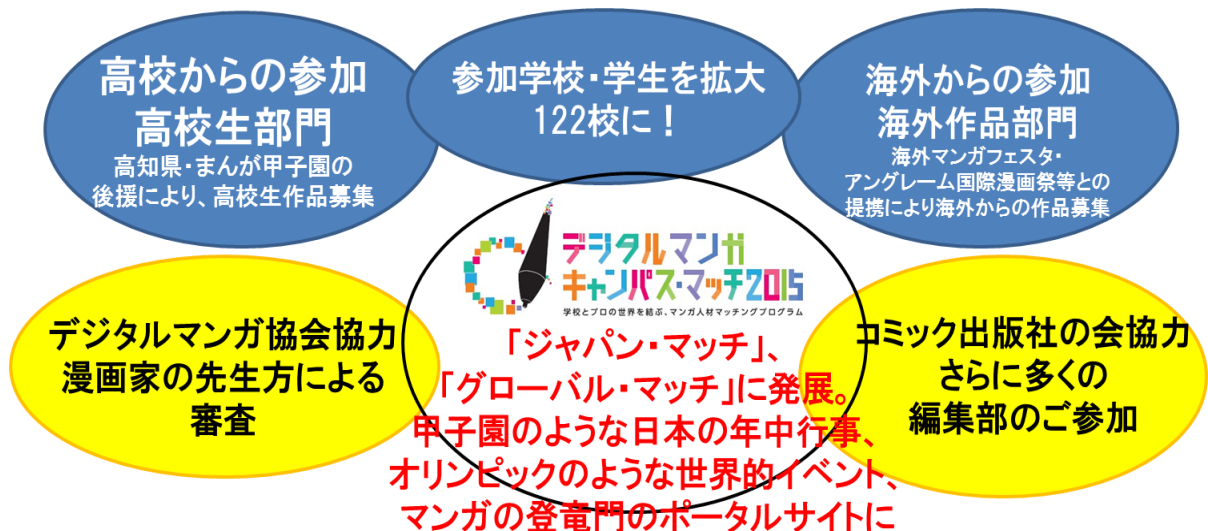 高校からの参加
高校生部門
高知県・まんが甲子園の
後援により、高校生作品募集
参加学校・学生を拡大
122校に！
海外からの参加
海外作品部門
海外マンガフェスタ・
アングレーム国際漫画祭等との
提携により海外からの作品募集
デジタルマンガ
キャンパス・マッチ2015
学校とプロの世界を結ぶ、マンガ人材マッチングプログラム
デジタルマンガ協会協力
漫画家の先生方による
審査
「ジャパン・マッチ」、
「グローバル・マッチ」に発展。
甲子園のような日本の年中行事、
オリンピックのような世界的イベント、
マンガの登竜門のポータルサイトに
コミック出版社の会協力
さらに多くの
編集部のご参加